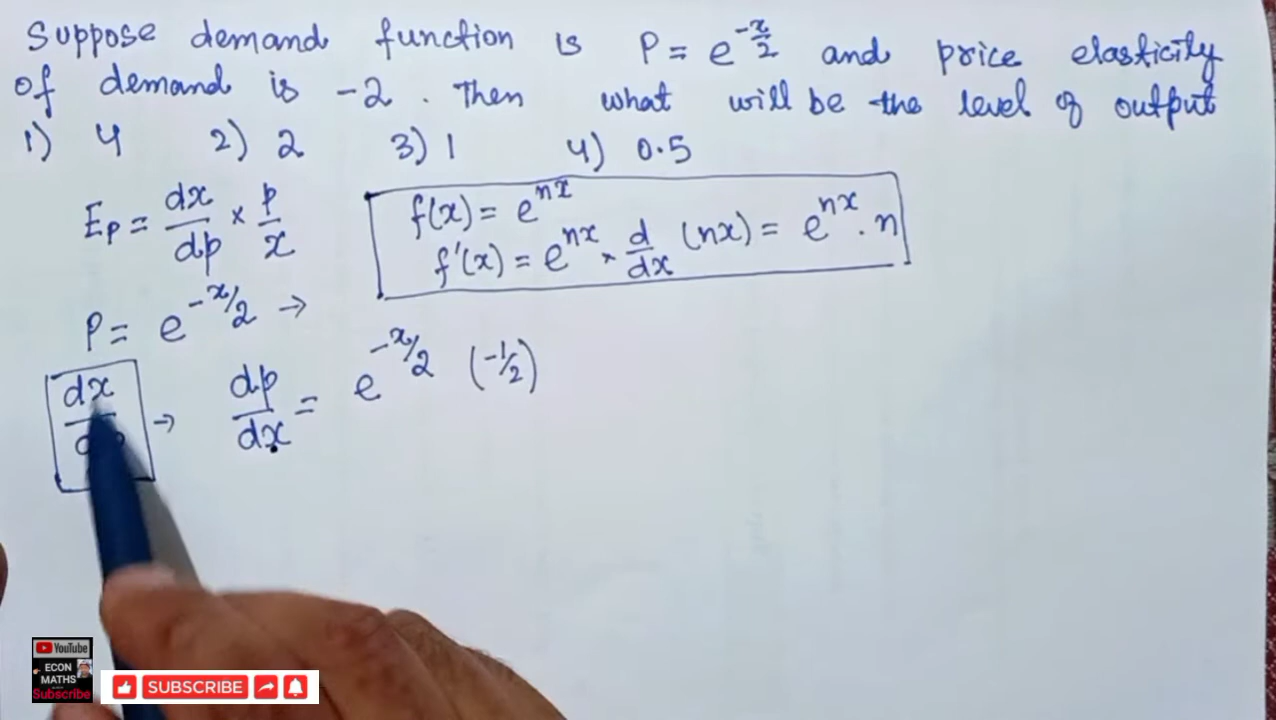 Suppose demand function is P = e^{-x/2} and price elasticity
of demand is -2. Then what will be the level of output
1) 4 2) 2 3) 1 4) 0.5
Ep = dx/dp × p/x
f(x) = e^{nx}
f'(x) = e^{nx} × d/dx (nx) = e^{nx} . n
P = e^{-x/2} →
dx/ → dp/dx = e^{-x/2} (-1/2)
YouTube
ECON
MATHS
Subscribe
SUBSCRIBE